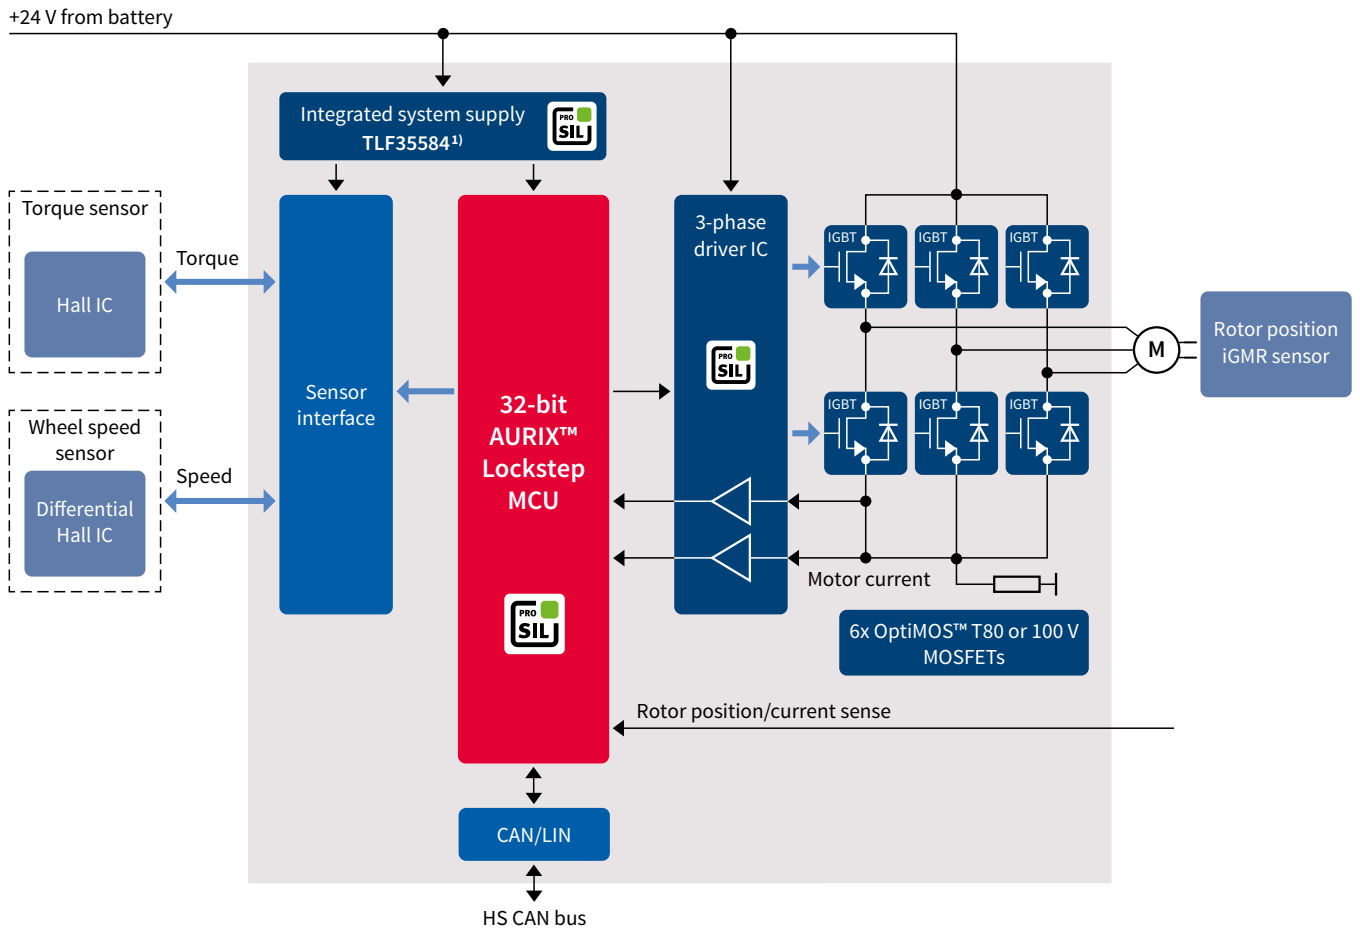 +24 V from battery
Integrated system supply
TLF35584¹⁾
PRO
SIL
Torque sensor
Hall IC
Torque
Wheel speed
sensor
Differential
Hall IC
Speed
Sensor
interface
32-bit
AURIX™
Lockstep
MCU
PRO
SIL
3-phase
driver IC
PRO
SIL
IGBT
IGBT
IGBT
IGBT
IGBT
IGBT
M
Rotor position
iGMR sensor
Motor current
6x OptiMOS™ T80 or 100 V
MOSFETs
Rotor position/current sense
CAN/LIN
HS CAN bus